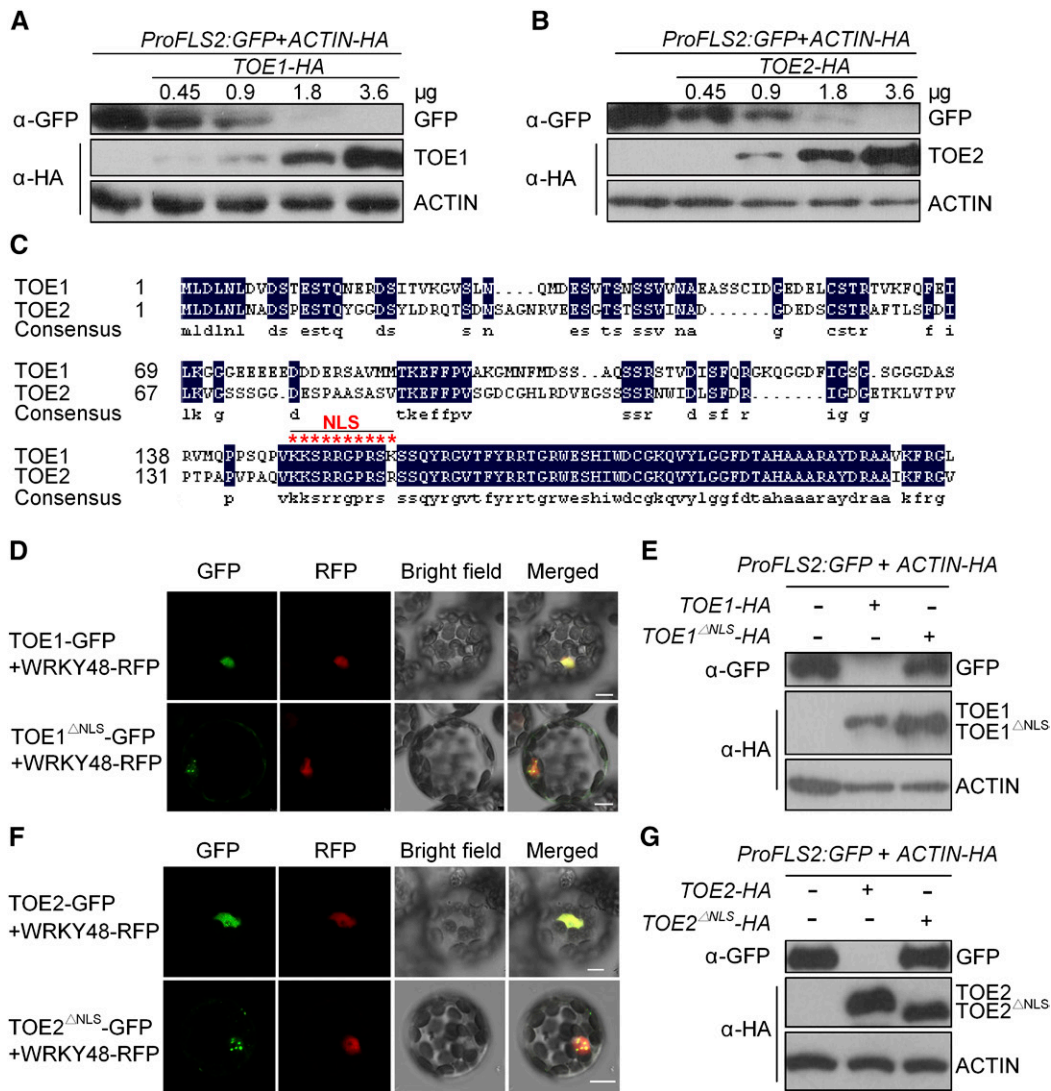 A
ProFLS2:GFP+ACTIN-HA
TOE1-HA
0.45 0.9 1.8 3.6 µg
α-GFP GFP
α-HA TOE1
ACTIN
B
ProFLS2:GFP+ACTIN-HA
TOE2-HA
0.45 0.9 1.8 3.6 µg
α-GFP GFP
α-HA TOE2
ACTIN
C
TOE1 1 MLDLNLDVDSTESTQNERDSITVKGVSLN....QMDESVTSNSSVVNAEASSCIDGEDELCSTRTVKFQFEI
TOE2 1 MLDLNLNADSPESTQYGGDSYLDRQTSDNSAGNRVEESGTSTSSVINAD......GDEDSCSTRAFTLSFDI
Consensus mldlnl ds estq ds s n es ts ssv na g cstr f i
TOE1 69 LKGGGEEEEEDDDERSAVMMTKEFFPVAKGMNFMDSS..AQSSRSTVDISFQRGKQGGDFIGSG.SGGGDAS
TOE2 67 LKVGSSSGGDESPAASASVTKEFFPVSGDCGHLRDVEGSSSSRNWIDLSFDR......IGDGETKLVTPV
Consensus lk g d tkeffpv ssr d sf r ig g
NLS
***********
TOE1 138 RVMQPPSQPVKKSRRGPRSKSSQYRGVTFYRRTGRWESHIWDCGKQVYLGGFDTAHAAARAYDRAAVKFRGL
TOE2 131 PTPAPVPAQVKKSRRGPRSRSSQYRGVTFYRRTGRWESHIWDCGKQVYLGGFDTAHAAARAYDRAAIKFRGV
Consensus p vkksrrgprs ssqyrgvtfyrrtgrweshiwdcgkqvylggfdtahaaaraydraa kfrg
D
GFP RFP Bright field Merged
TOE1-GFP
+WRKY48-RFP
TOE1△NLS-GFP
+WRKY48-RFP
E
ProFLS2:GFP + ACTIN-HA
TOE1-HA - + -
TOE1△NLS-HA - - +
α-GFP GFP
α-HA TOE1
TOE1△NLS
ACTIN
F
GFP RFP Bright field Merged
TOE2-GFP
+WRKY48-RFP
TOE2△NLS-GFP
+WRKY48-RFP
G
ProFLS2:GFP + ACTIN-HA
TOE2-HA - + -
TOE2△NLS-HA - - +
α-GFP GFP
α-HA TOE2
TOE2△NLS
ACTIN